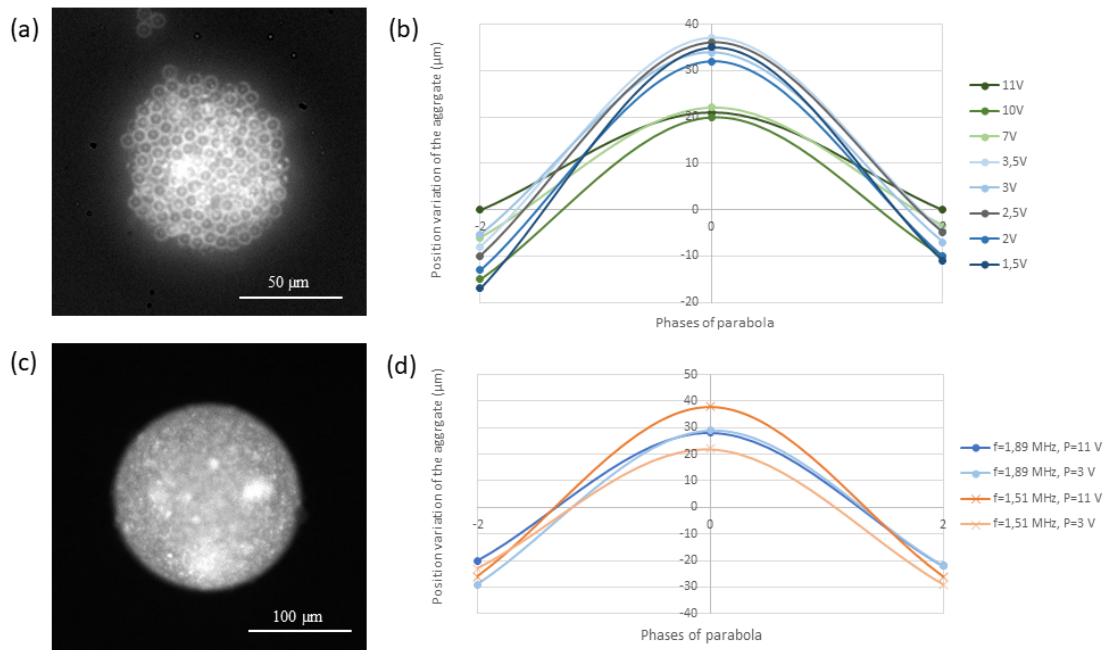 (a)
50 µm
(b)
Position variation of the aggrgate (µm)
40
30
20
10
0
-10
-20
-2
0
2
Phases of parabola
11V
10V
7V
3,5V
3V
2,5V
2V
1,5V
(c)
100 µm
(d)
Position variation of the aggrgate (µm)
50
40
30
20
10
0
-10
-20
-30
-40
-2
0
2
Phases of parabola
f=1,89 MHz, P=11 V
f=1,89 MHz, P=3 V
f=1,51 MHz, P=11 V
f=1,51 MHz, P=3 V